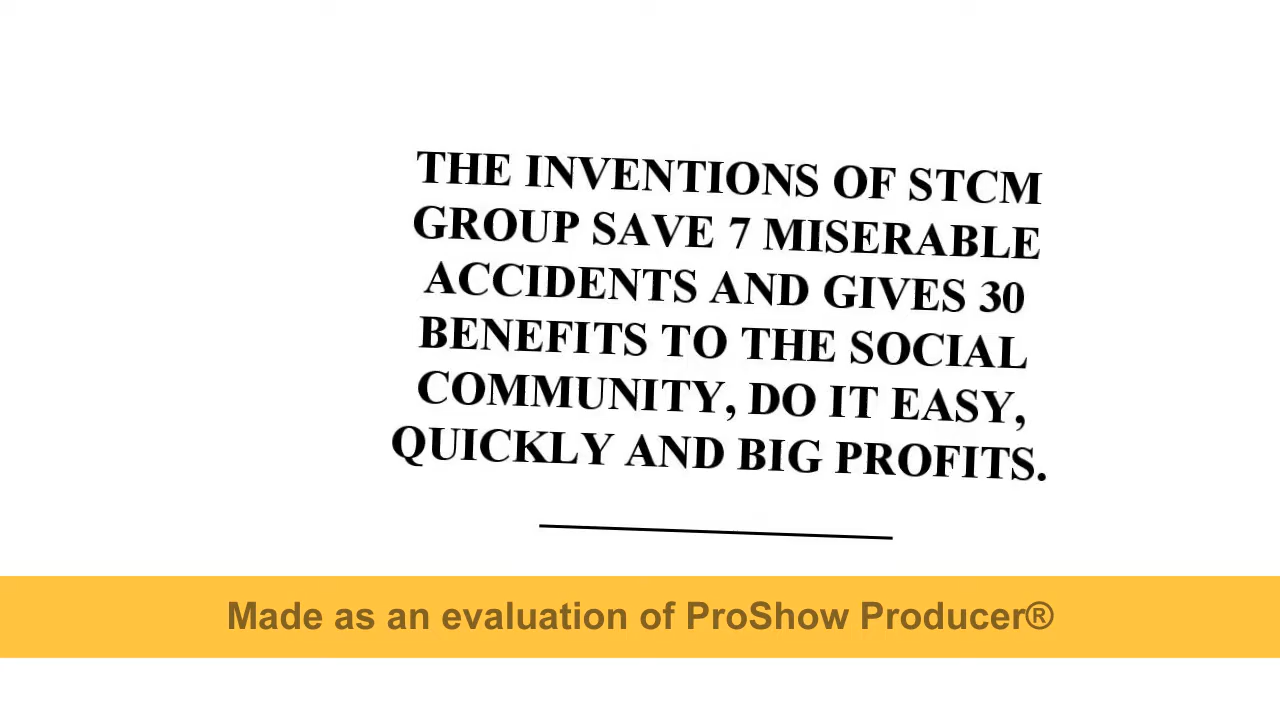 THE INVENTIONS OF STCM
GROUP SAVE 7 MISERABLE
ACCIDENTS AND GIVES 30
BENEFITS TO THE SOCIAL
COMMUNITY, DO IT EASY,
QUICKLY AND BIG PROFITS.
Made as an evaluation of ProShow Producer®